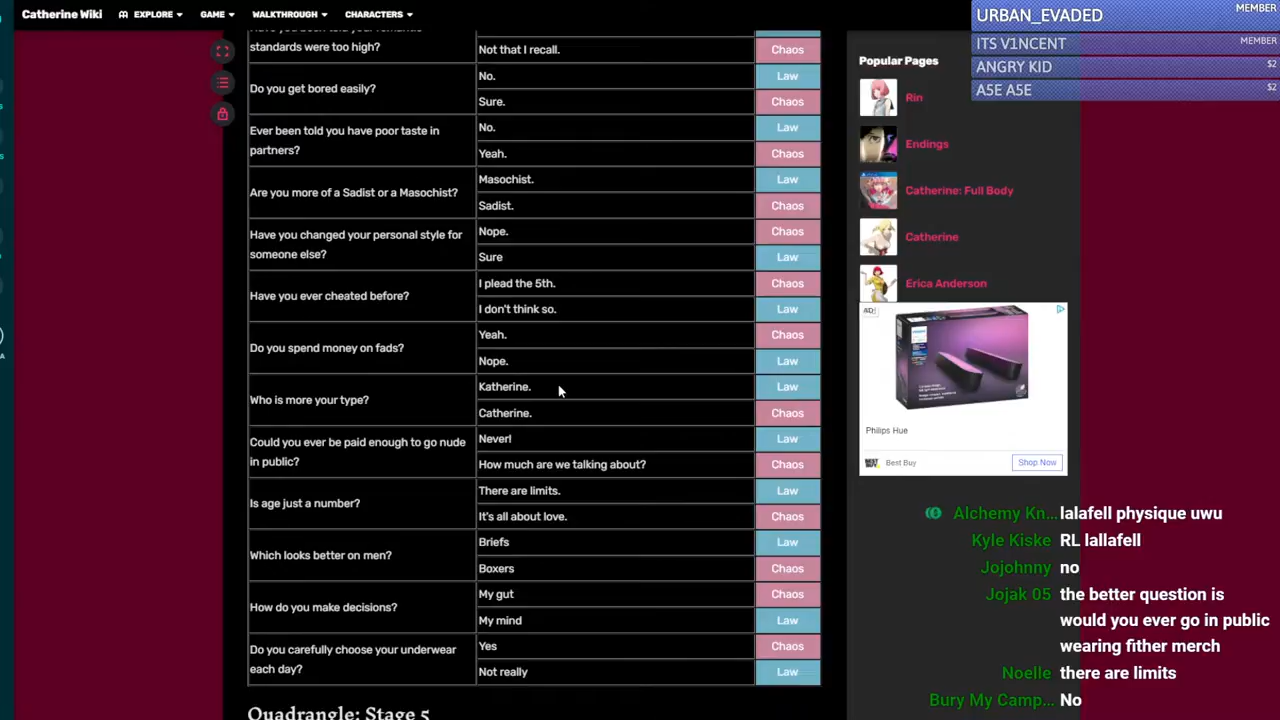 Catherine Wiki
EXPLORE
GAME
WALKTHROUGH
CHARACTERS
URBAN_EVADED MEMBER
ITS V1NCENT MEMBER
ANGRY KID $2
A5E A5E $2
standards were too high?
Not that I recall.
Chaos
Do you get bored easily?
No.
Law
Sure.
Chaos
Ever been told you have poor taste in
partners?
No.
Law
Yeah.
Chaos
Are you more of a Sadist or a Masochist?
Masochist.
Law
Sadist.
Chaos
Have you changed your personal style for
someone else?
Nope.
Chaos
Sure
Law
Have you ever cheated before?
I plead the 5th.
Chaos
I don't think so.
Law
Do you spend money on fads?
Yeah.
Chaos
Nope.
Law
Who is more your type?
Katherine.
Law
Catherine.
Chaos
Could you ever be paid enough to go nude
in public?
Never!
Law
How much are we talking about?
Chaos
Is age just a number?
There are limits.
Law
It's all about love.
Chaos
Which looks better on men?
Briefs
Law
Boxers
Chaos
How do you make decisions?
My gut
Chaos
My mind
Law
Do you carefully choose your underwear
each day?
Yes
Chaos
Not really
Law
Quadrangle: Stage 5
Popular Pages
Rin
Endings
Catherine: Full Body
Catherine
Erica Anderson
Philips Hue
BEST BUY
Best Buy
Shop Now
Alchemy Kn... lalafell physique uwu
Kyle Kiske RL lallafell
Jojohnny no
Jojak 05 the better question is
would you ever go in public
wearing fither merch
Noelle there are limits
Bury My Camp... No